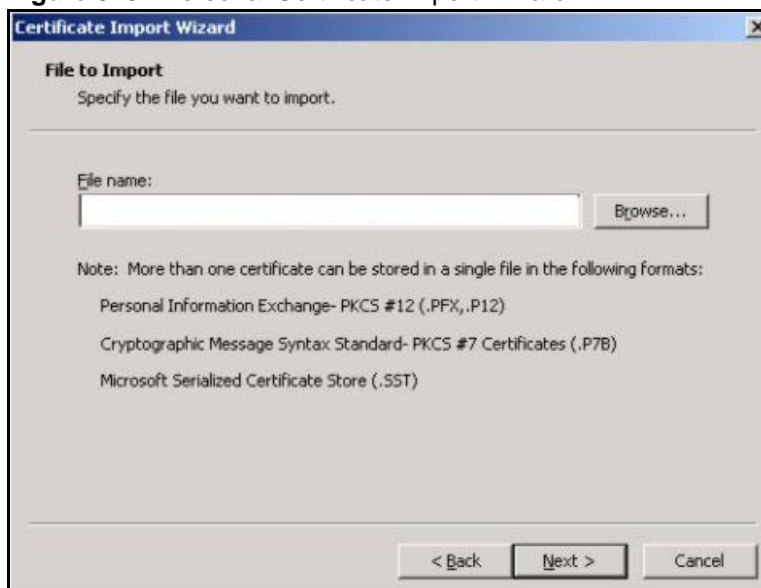 Certificate Import Wizard
File to Import
Specify the file you want to import.
File name:
Browse...
Note: More than one certificate can be stored in a single file in the following formats:
Personal Information Exchange- PKCS #12 (.PFX,.P12)
Cryptographic Message Syntax Standard- PKCS #7 Certificates (.P7B)
Microsoft Serialized Certificate Store (.SST)
< Back
Next >
Cancel